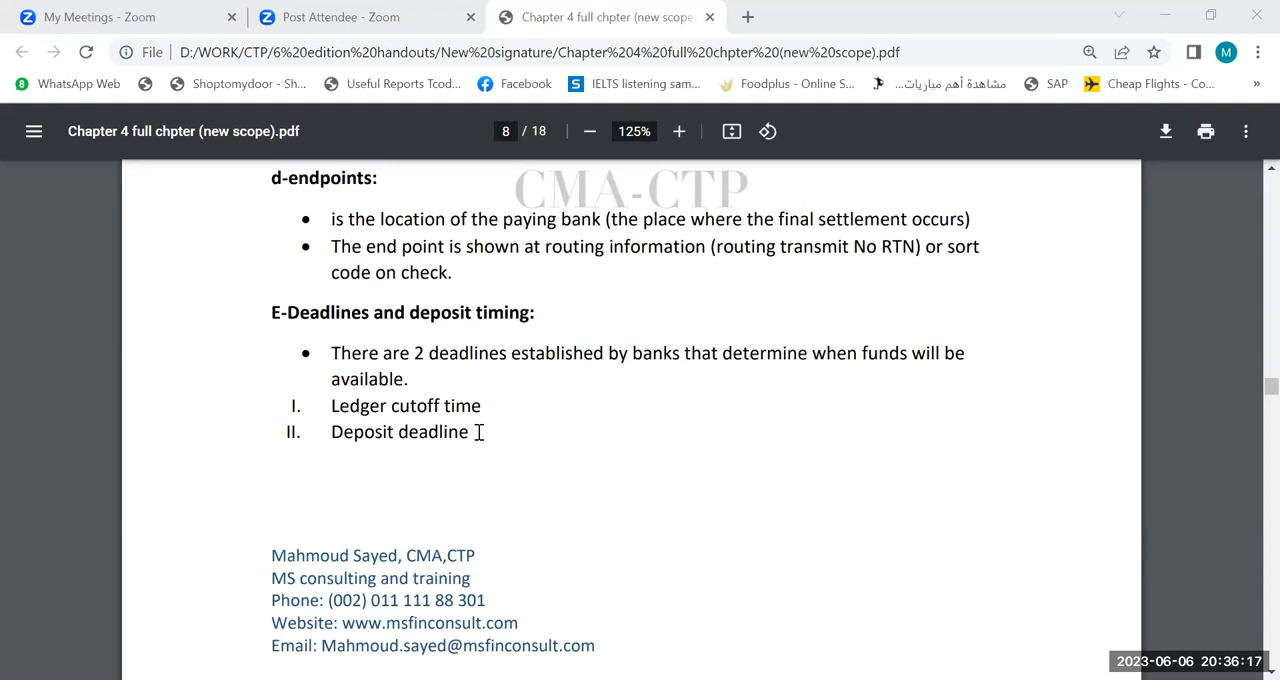 My Meetings - Zoom
Post Attendee - Zoom
Chapter 4 full chpter (new scope
File
D:/WORK/CTP/6%20edition%20handouts/New%20signature/Chapter%204%20full%20chpter%20(new%20scope).pdf
M
WhatsApp Web
Shoptomydoor - Sh...
Useful Reports Tcod...
Facebook
S
IELTS listening sam...
Foodplus - Online S...
مشاهدة أهم مباريات...
SAP
Cheap Flights - Co...
»
Chapter 4 full chpter (new scope).pdf
8 / 18
125%
CMA-CTP
d-endpoints:
• is the location of the paying bank (the place where the final settlement occurs)
• The end point is shown at routing information (routing transmit No RTN) or sort
code on check.
E-Deadlines and deposit timing:
• There are 2 deadlines established by banks that determine when funds will be
available.
I. Ledger cutoff time
II. Deposit deadline
Mahmoud Sayed, CMA,CTP
MS consulting and training
Phone: (002) 011 111 88 301
Website: www.msfinconsult.com
Email: Mahmoud.sayed@msfinconsult.com
2023-06-06 20:36:17